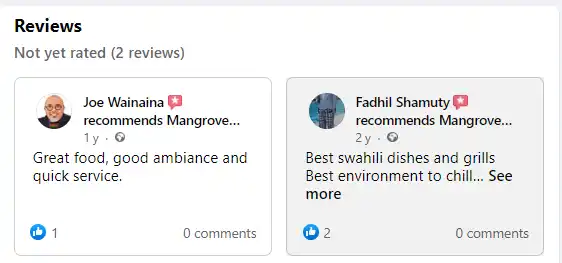 Reviews
Not yet rated (2 reviews)
Joe Wainaina
recommends Mangrove...
1 y ·
Great food, good ambiance and
quick service.
1
0 comments
Fadhil Shamuty
recommends Mangrove...
2 y ·
Best swahili dishes and grills
Best environment to chill... See
more
2
0 comments